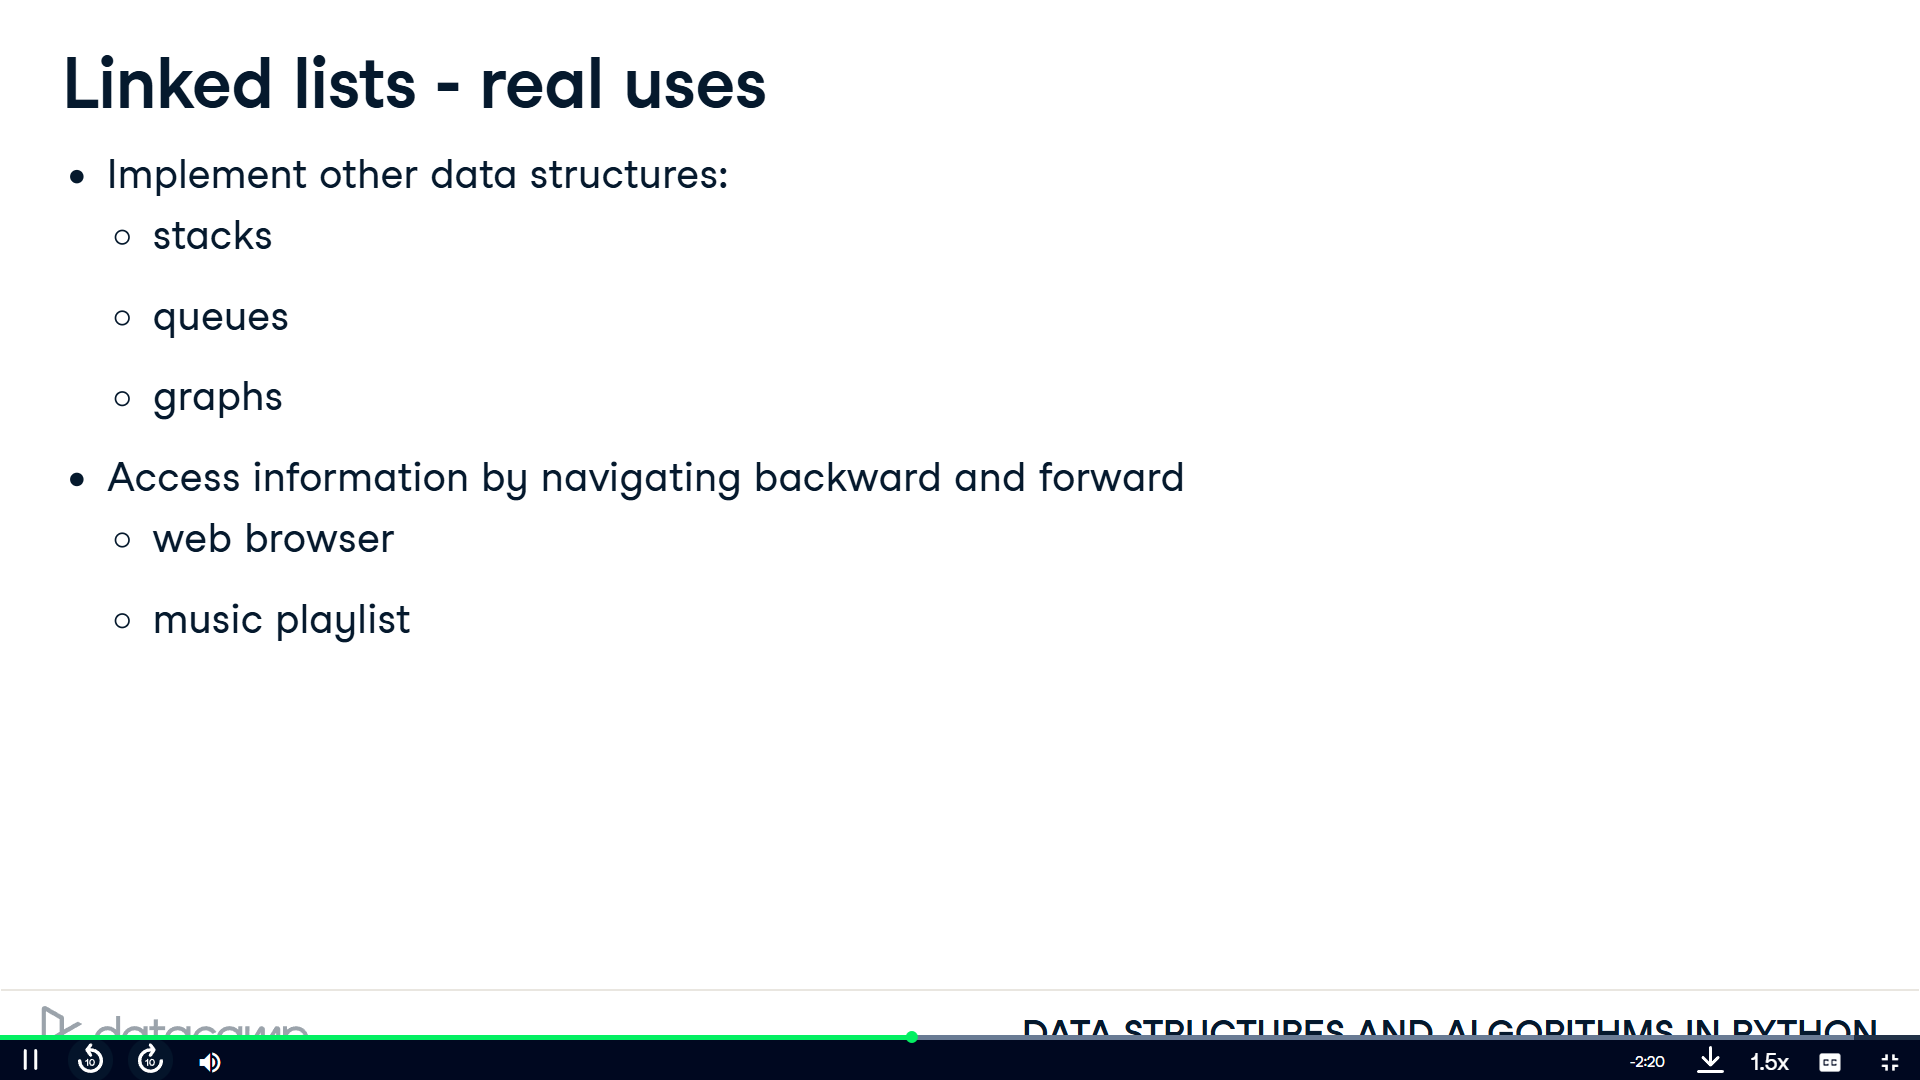 Linked lists - real uses
Implement other data structures:
stacks
queues
graphs
Access information by navigating backward and forward
web browser
music playlist
datacamp
DATA STRUCTURES AND ALGORITHMS IN PYTHON
10
10
-2:20
1.5x
CC